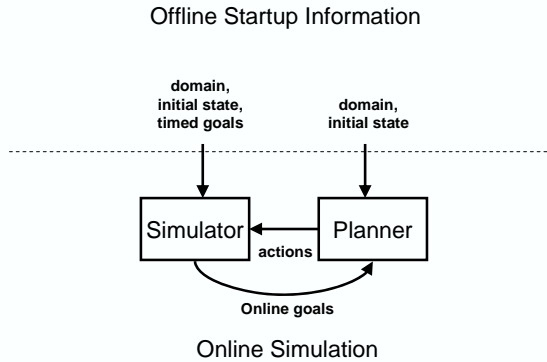 Offline Startup Information
domain,
initial state,
timed goals
domain,
initial state
Simulator
Planner
actions
Online goals
Online Simulation